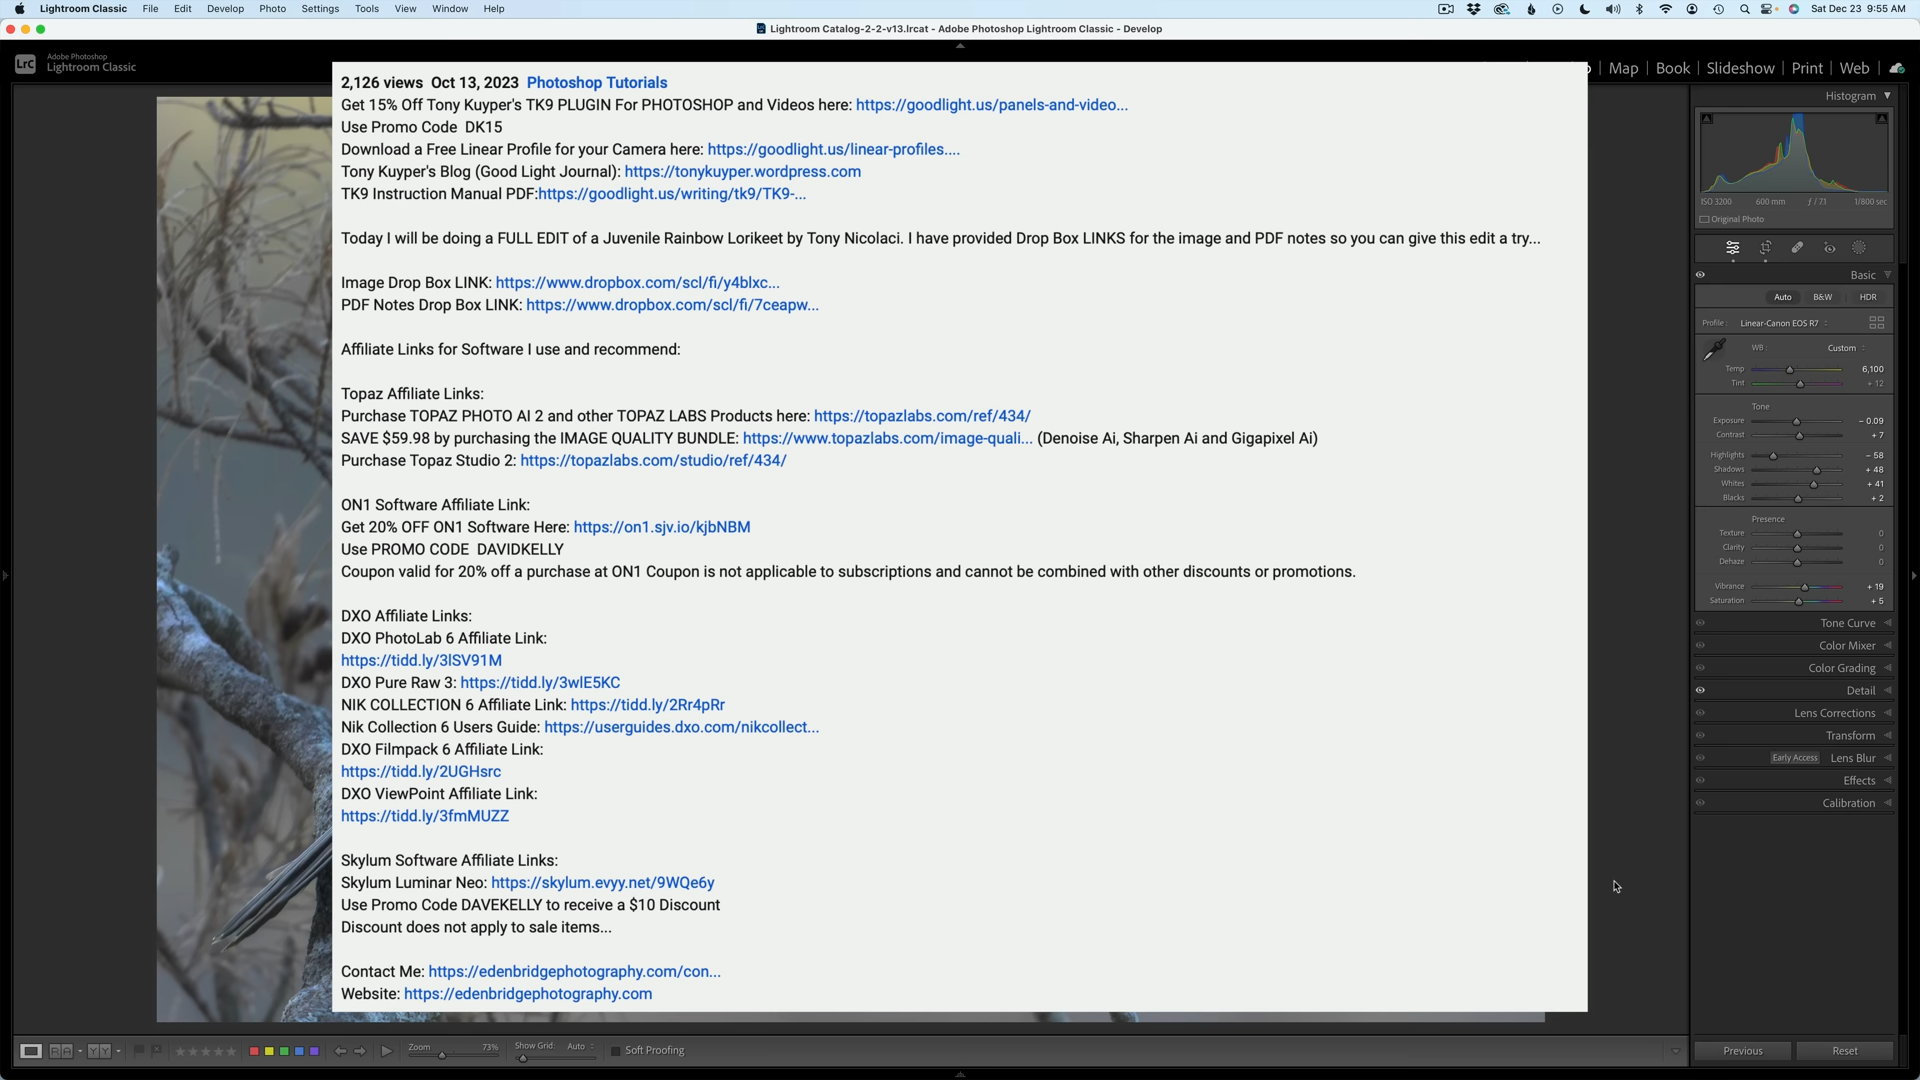 Lightroom Classic File Edit Develop Photo Settings Tools View Window Help Sat Dec 23 9:55 AM
Lightroom Catalog-2-2-v13.lrcat - Adobe Photoshop Lightroom Classic - Develop
LrC Adobe Photoshop
Lightroom Classic
Map | Book | Slideshow | Print | Web
2,126 views Oct 13, 2023 Photoshop Tutorials
Get 15% Off Tony Kuyper's TK9 PLUGIN For PHOTOSHOP and Videos here: https://goodlight.us/panels-and-video...
Use Promo Code DK15
Download a Free Linear Profile for your Camera here: https://goodlight.us/linear-profiles....
Tony Kuyper's Blog (Good Light Journal): https://tonykuyper.wordpress.com
TK9 Instruction Manual PDF:https://goodlight.us/writing/tk9/TK9-...
Today I will be doing a FULL EDIT of a Juvenile Rainbow Lorikeet by Tony Nicolaci. I have provided Drop Box LINKS for the image and PDF notes so you can give this edit a try...
Image Drop Box LINK: https://www.dropbox.com/scl/fi/y4blxc...
PDF Notes Drop Box LINK: https://www.dropbox.com/scl/fi/7ceapw...
Affiliate Links for Software I use and recommend:
Topaz Affiliate Links:
Purchase TOPAZ PHOTO AI 2 and other TOPAZ LABS Products here: https://topazlabs.com/ref/434/
SAVE $59.98 by purchasing the IMAGE QUALITY BUNDLE: https://www.topazlabs.com/image-quali... (Denoise Ai, Sharpen Ai and Gigapixel Ai)
Purchase Topaz Studio 2: https://topazlabs.com/studio/ref/434/
ON1 Software Affiliate Link:
Get 20% OFF ON1 Software Here: https://on1.sjv.io/kjbNBM
Use PROMO CODE DAVIDKELLY
Coupon valid for 20% off a purchase at ON1 Coupon is not applicable to subscriptions and cannot be combined with other discounts or promotions.
DXO Affiliate Links:
DXO PhotoLab 6 Affiliate Link:
https://tidd.ly/3lSV91M
DXO Pure Raw 3: https://tidd.ly/3wlE5KC
NIK COLLECTION 6 Affiliate Link: https://tidd.ly/2Rr4pRr
Nik Collection 6 Users Guide: https://userguides.dxo.com/nikcollect...
DXO Filmpack 6 Affiliate Link:
https://tidd.ly/2UGHsrc
DXO ViewPoint Affiliate Link:
https://tidd.ly/3fmMUZZ
Skylum Software Affiliate Links:
Skylum Luminar Neo: https://skylum.evyy.net/9WQe6y
Use Promo Code DAVEKELLY to receive a $10 Discount
Discount does not apply to sale items...
Contact Me: https://edenbridgephotography.com/con...
Website: https://edenbridgephotography.com
Histogram
ISO 3200 600 mm ƒ / 7.1 1/800 sec
Original Photo
Basic
Auto B&W HDR
Profile : Linear-Canon EOS R7
WB : Custom
Temp 6,100
Tint + 12
Tone
Exposure - 0.09
Contrast + 7
Highlights - 58
Shadows + 48
Whites + 41
Blacks + 2
Presence
Texture 0
Clarity 0
Dehaze 0
Vibrance + 19
Saturation + 5
Tone Curve
Color Mixer
Color Grading
Detail
Lens Corrections
Transform
Early Access Lens Blur
Effects
Calibration
Zoom 73% Show Grid: Auto Soft Proofing
Previous Reset